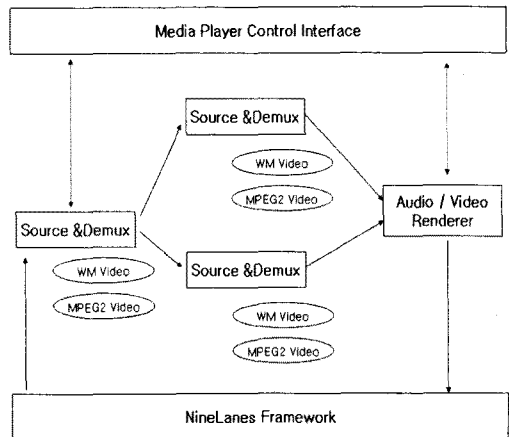 Media Player Control Interface
Source &Demux
WM Video
MPEG2 Video
Audio / Video
Renderer
Source &Demux
WM Video
MPEG2 Video
Source &Demux
WM Video
MPEG2 Video
NineLanes Framework